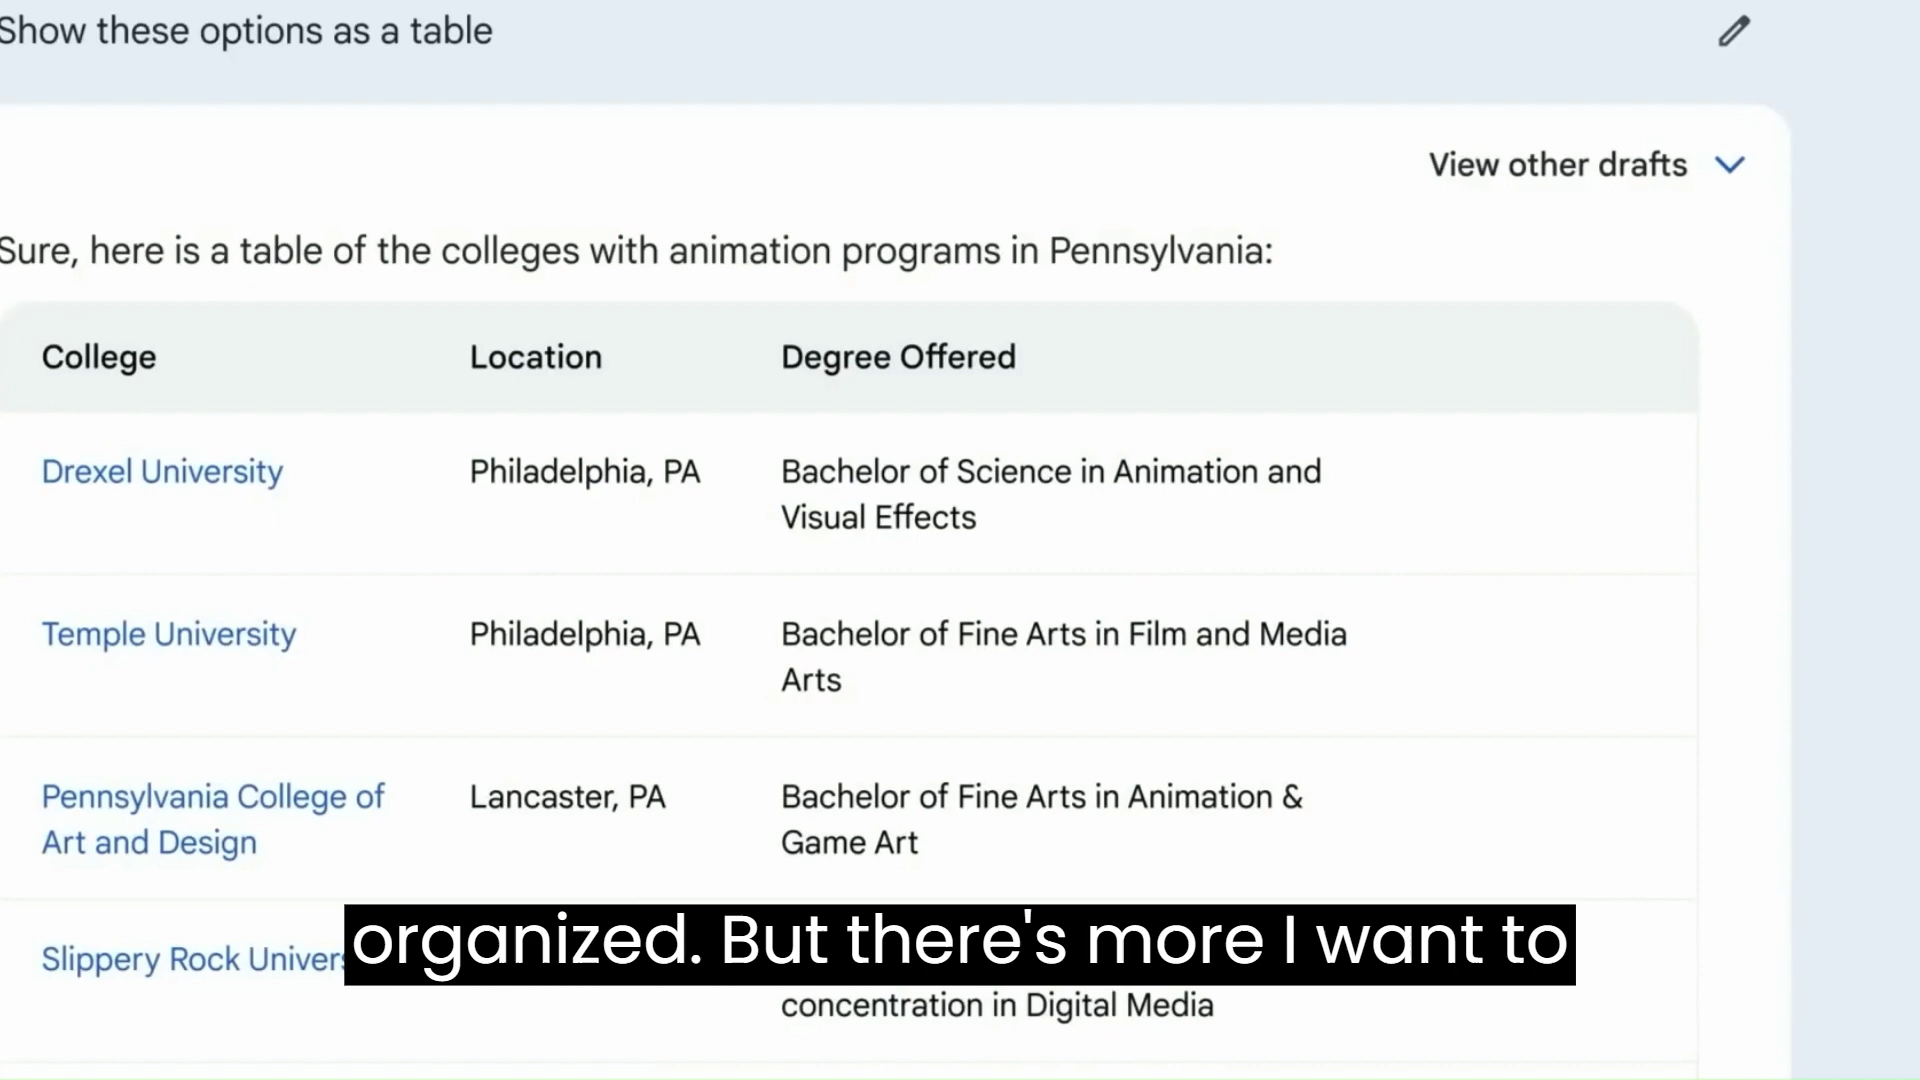 Show these options as a table
View other drafts
Sure, here is a table of the colleges with animation programs in Pennsylvania:
College Location Degree Offered
Drexel University Philadelphia, PA Bachelor of Science in Animation and
Visual Effects
Temple University Philadelphia, PA Bachelor of Fine Arts in Film and Media
Arts
Pennsylvania College of Lancaster, PA Bachelor of Fine Arts in Animation &
Art and Design Game Art
Slippery Rock
organized. But there's more I want to
concentration in Digital Media